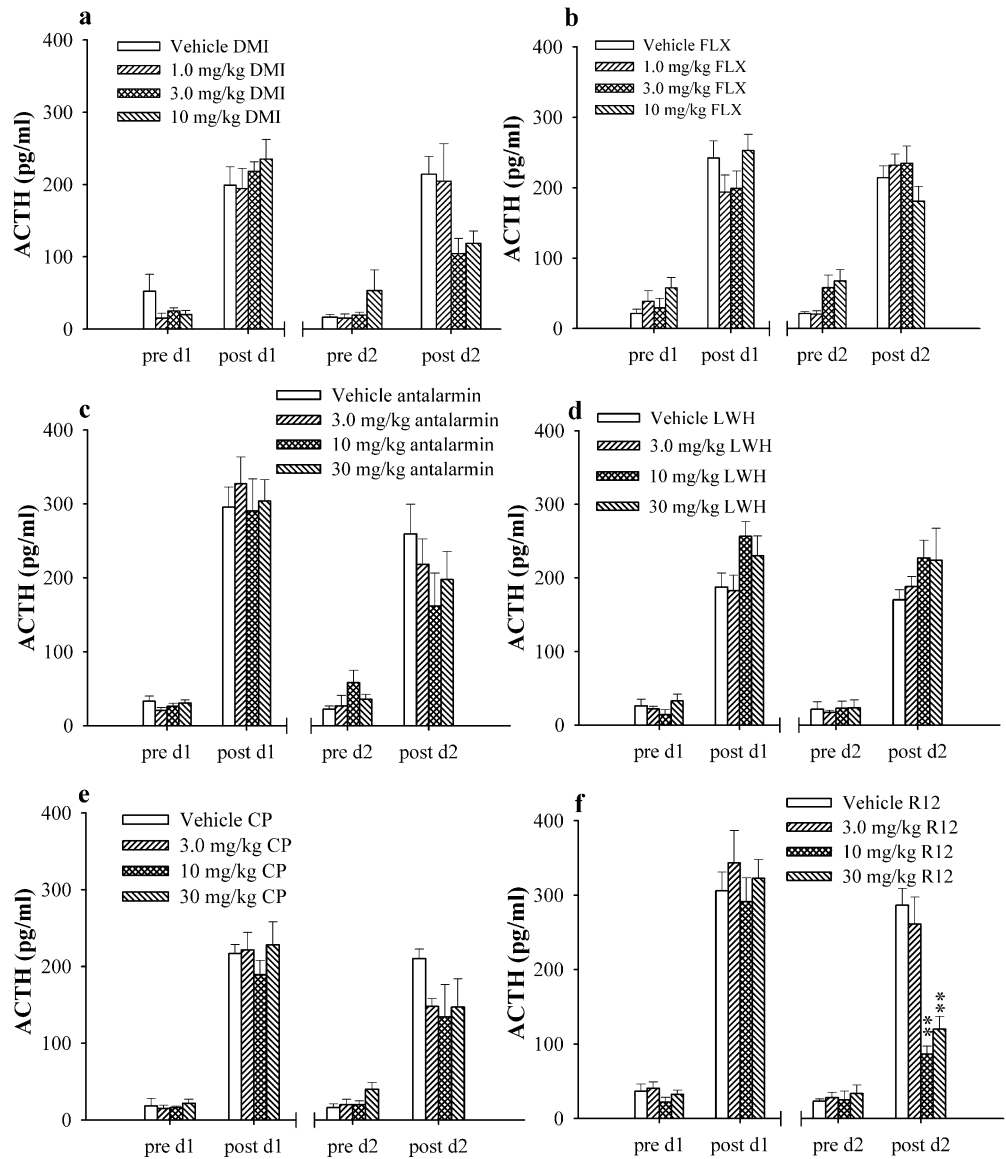 a
Vehicle DMI
1.0 mg/kg DMI
3.0 mg/kg DMI
10 mg/kg DMI
ACTH (pg/ml)
400
300
200
100
0
pre d1
post d1
pre d2
post d2
b
Vehicle FLX
1.0 mg/kg FLX
3.0 mg/kg FLX
10 mg/kg FLX
ACTH (pg/ml)
400
300
200
100
0
pre d1
post d1
pre d2
post d2
c
Vehicle antalarmin
3.0 mg/kg antalarmin
10 mg/kg antalarmin
30 mg/kg antalarmin
ACTH (pg/ml)
400
300
200
100
0
pre d1
post d1
pre d2
post d2
d
Vehicle LWH
3.0 mg/kg LWH
10 mg/kg LWH
30 mg/kg LWH
ACTH (pg/ml)
400
300
200
100
0
pre d1
post d1
pre d2
post d2
e
Vehicle CP
3.0 mg/kg CP
10 mg/kg CP
30 mg/kg CP
ACTH (pg/ml)
400
300
200
100
0
pre d1
post d1
pre d2
post d2
f
Vehicle R12
3.0 mg/kg R12
10 mg/kg R12
30 mg/kg R12
ACTH (pg/ml)
400
300
200
100
0
**
***
pre d1
post d1
pre d2
post d2